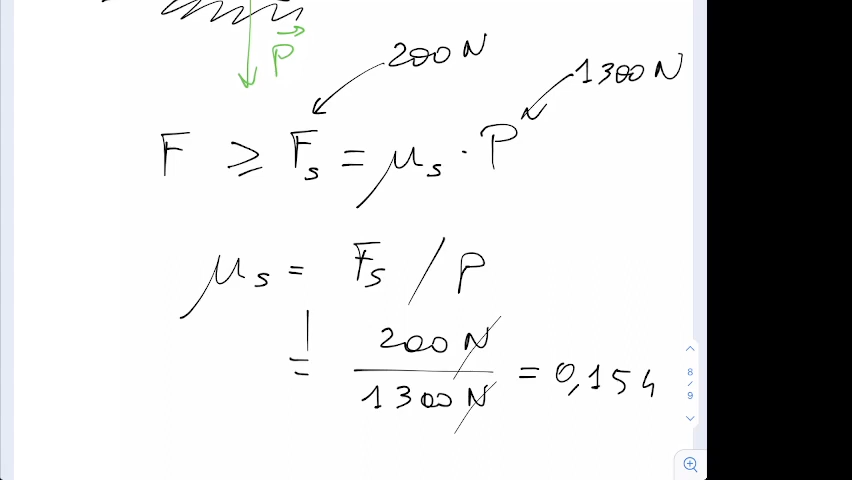 P
200 N
1300 N
F ≥ Fs = μs · P
μs = Fs / P
= 200 N / 1300 N = 0,154
8
/
9